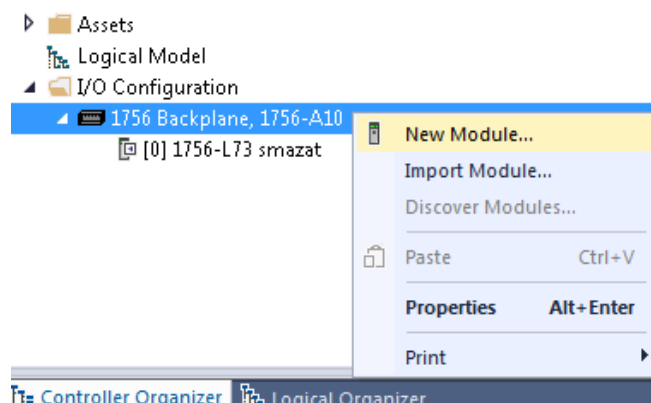 Assets
Logical Model
I/O Configuration
1756 Backplane, 1756-A10
[0] 1756-L73 smazat
New Module...
Import Module...
Discover Modules...
Paste Ctrl+V
Properties Alt+Enter
Print
Controller Organizer Logical Organizer